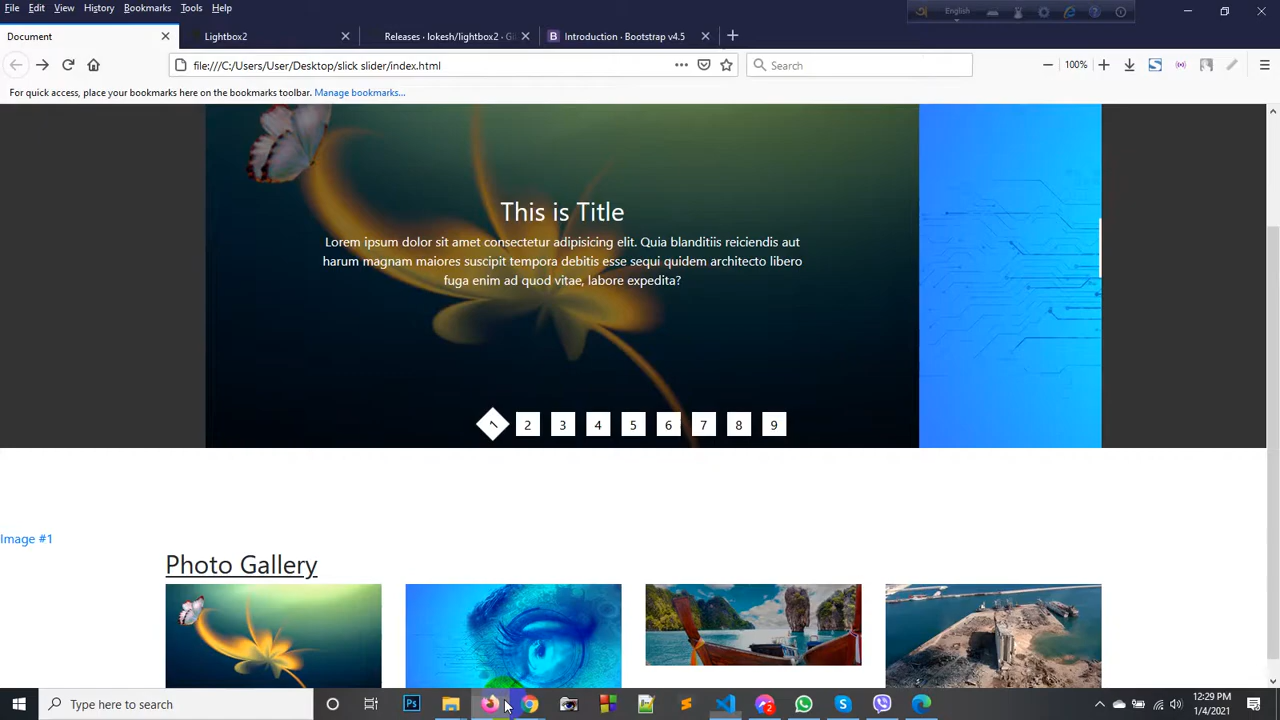 File Edit View History Bookmarks Tools Help
English
Document
Lightbox2
Releases · lokesh/lightbox2 · Gi
Introduction · Bootstrap v4.5
file:///C:/Users/User/Desktop/slick slider/index.html
Search
100%
For quick access, place your bookmarks here on the bookmarks toolbar. Manage bookmarks...
This is Title
Lorem ipsum dolor sit amet consectetur adipisicing elit. Quia blanditiis reiciendis aut
harum magnam maiores suscipit tempora debitis esse sequi quidem architecto libero
fuga enim ad quod vitae, labore expedita?
1 2 3 4 5 6 7 8 9
Image #1
Photo Gallery
Type here to search
12:29 PM
1/4/2021